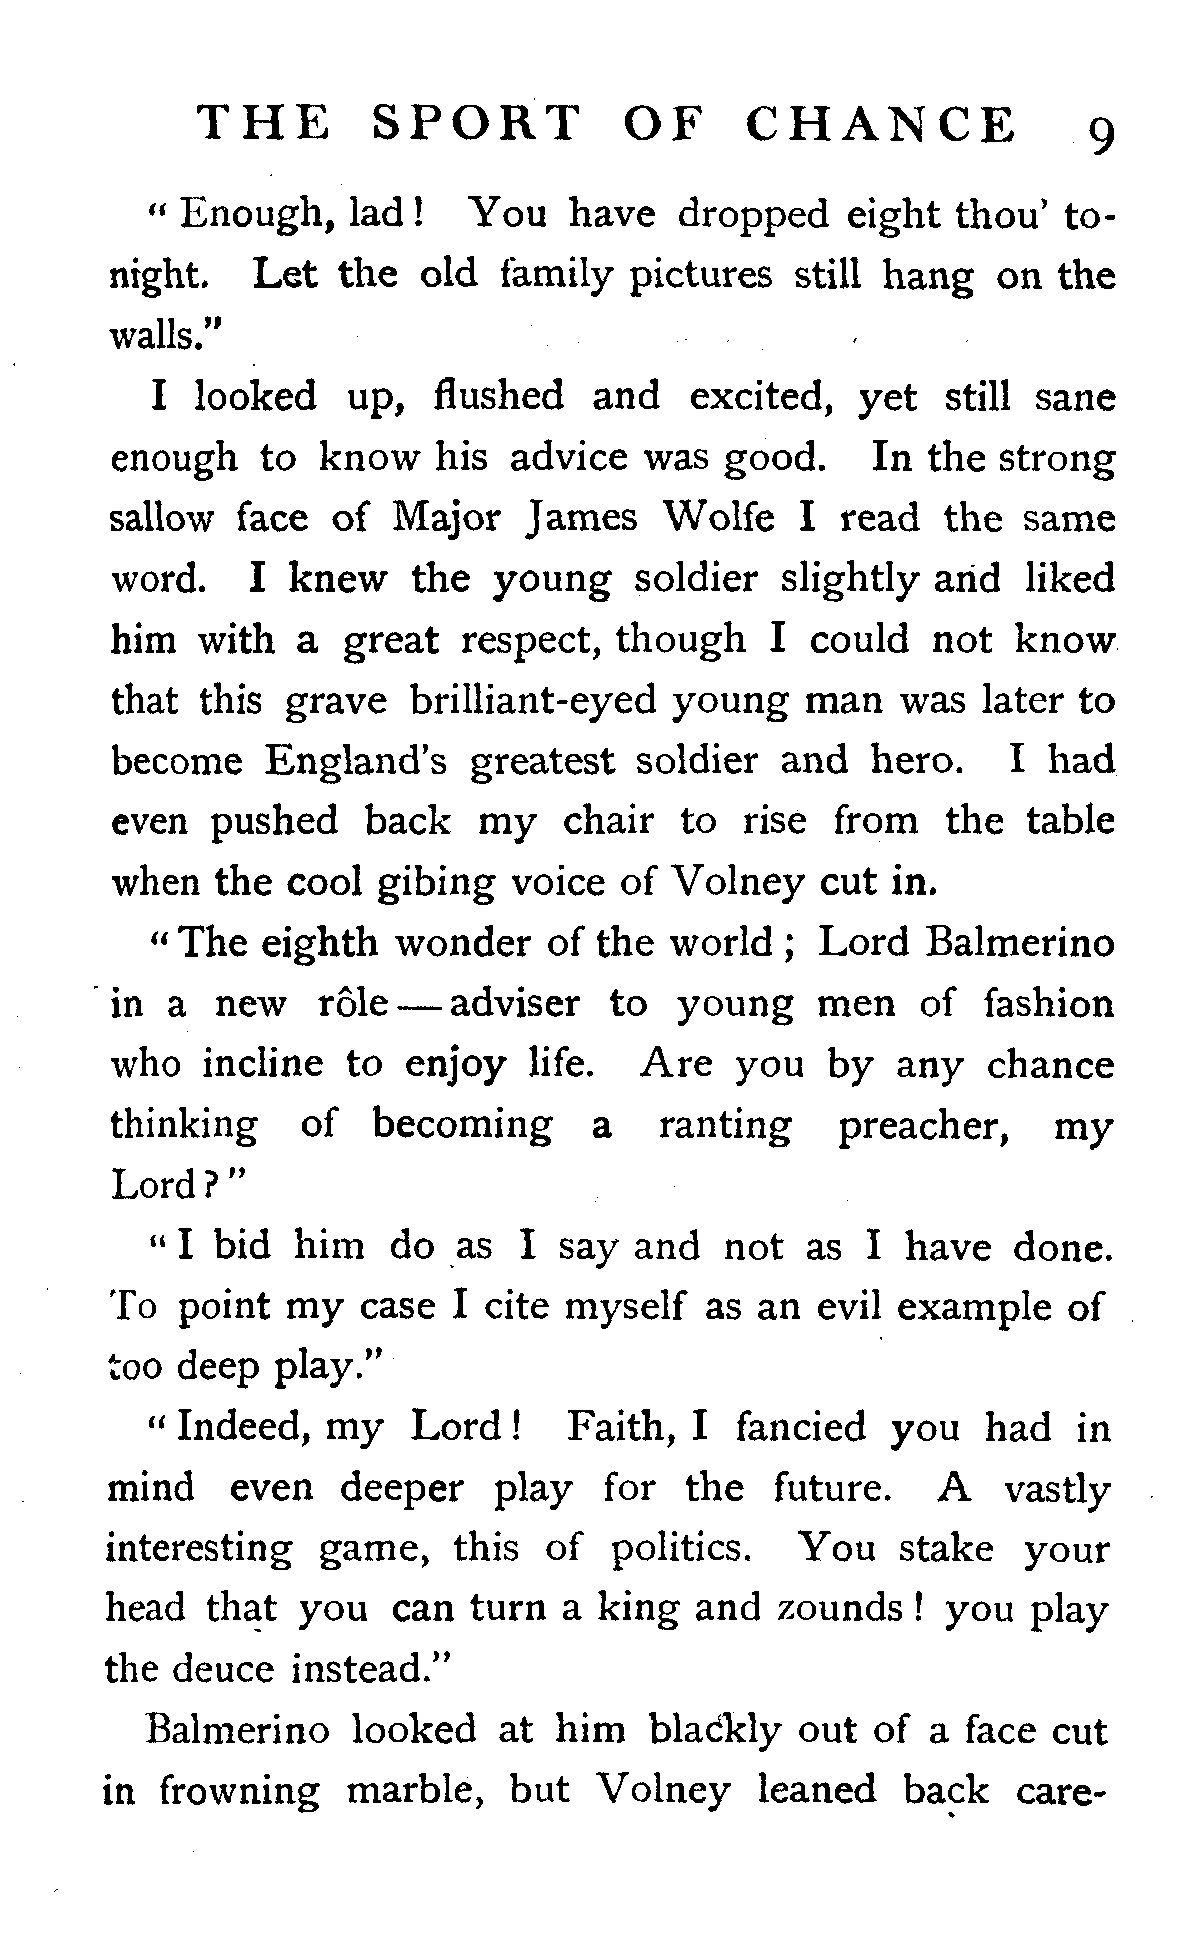 THE SPORT OF CHANCE 9
“ Enough, lad ! You have dropped eight thou’ to-
night. Let the old family pictures still hang on the
walls.”
I looked up, flushed and excited, yet still sane
enough to know his advice was good. In the strong
sallow face of Major James Wolfe I read the same
word. I knew the young soldier slightly and liked
him with a great respect, though I could not know
that this grave brilliant-eyed young man was later to
become England’s greatest soldier and hero. I had
even pushed back my chair to rise from the table
when the cool gibing voice of Volney cut in.
“ The eighth wonder of the world ; Lord Balmerino
in a new rôle — adviser to young men of fashion
who incline to enjoy life. Are you by any chance
thinking of becoming a ranting preacher, my
Lord ? ”
“ I bid him do as I say and not as I have done.
To point my case I cite myself as an evil example of
too deep play.”
“ Indeed, my Lord ! Faith, I fancied you had in
mind even deeper play for the future. A vastly
interesting game, this of politics. You stake your
head that you can turn a king and zounds ! you play
the deuce instead.”
Balmerino looked at him blackly out of a face cut
in frowning marble, but Volney leaned back care-